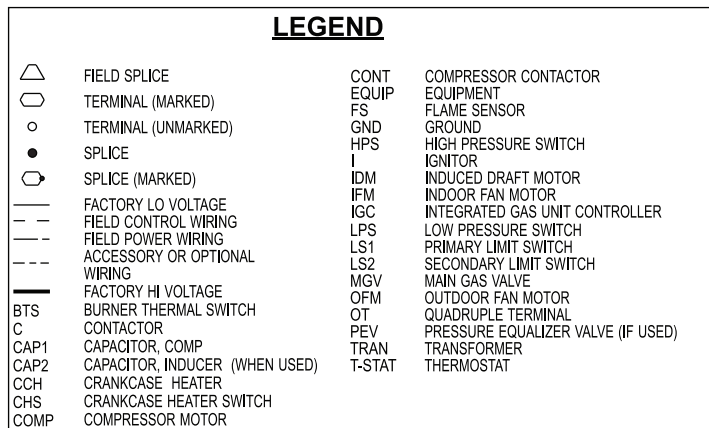 LEGEND
FIELD SPLICE
TERMINAL (MARKED)
TERMINAL (UNMARKED)
SPLICE
SPLICE (MARKED)
FACTORY LO VOLTAGE
FIELD CONTROL WIRING
FIELD POWER WIRING
ACCESSORY OR OPTIONAL
WIRING
FACTORY HI VOLTAGE
BTS BURNER THERMAL SWITCH
C CONTACTOR
CAP1 CAPACITOR, COMP
CAP2 CAPACITOR, INDUCER (WHEN USED)
CCH CRANKCASE HEATER
CHS CRANKCASE HEATER SWITCH
COMP COMPRESSOR MOTOR
CONT COMPRESSOR CONTACTOR
EQUIP EQUIPMENT
FS FLAME SENSOR
GND GROUND
HPS HIGH PRESSURE SWITCH
I IGNITOR
IDM INDUCED DRAFT MOTOR
IFM INDOOR FAN MOTOR
IGC INTEGRATED GAS UNIT CONTROLLER
LPS LOW PRESSURE SWITCH
LS1 PRIMARY LIMIT SWITCH
LS2 SECONDARY LIMIT SWITCH
MGV MAIN GAS VALVE
OFM OUTDOOR FAN MOTOR
OT QUADRUPLE TERMINAL
PEV PRESSURE EQUALIZER VALVE (IF USED)
TRAN TRANSFORMER
T-STAT THERMOSTAT